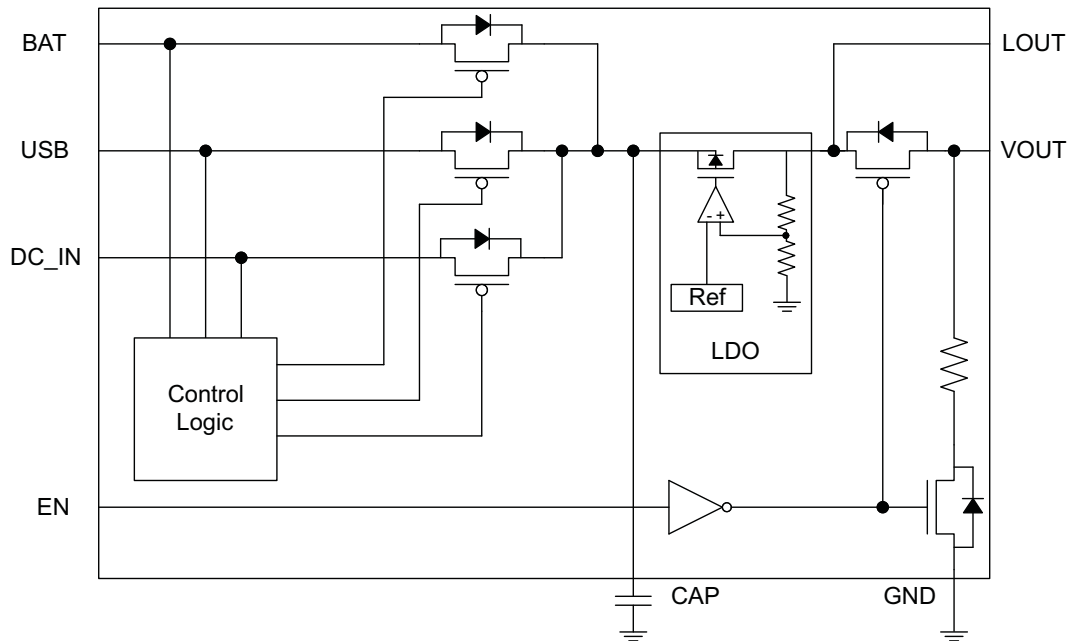 BAT
LOUT
USB
VOUT
DC_IN
- +
Ref
LDO
Control
Logic
EN
CAP
GND